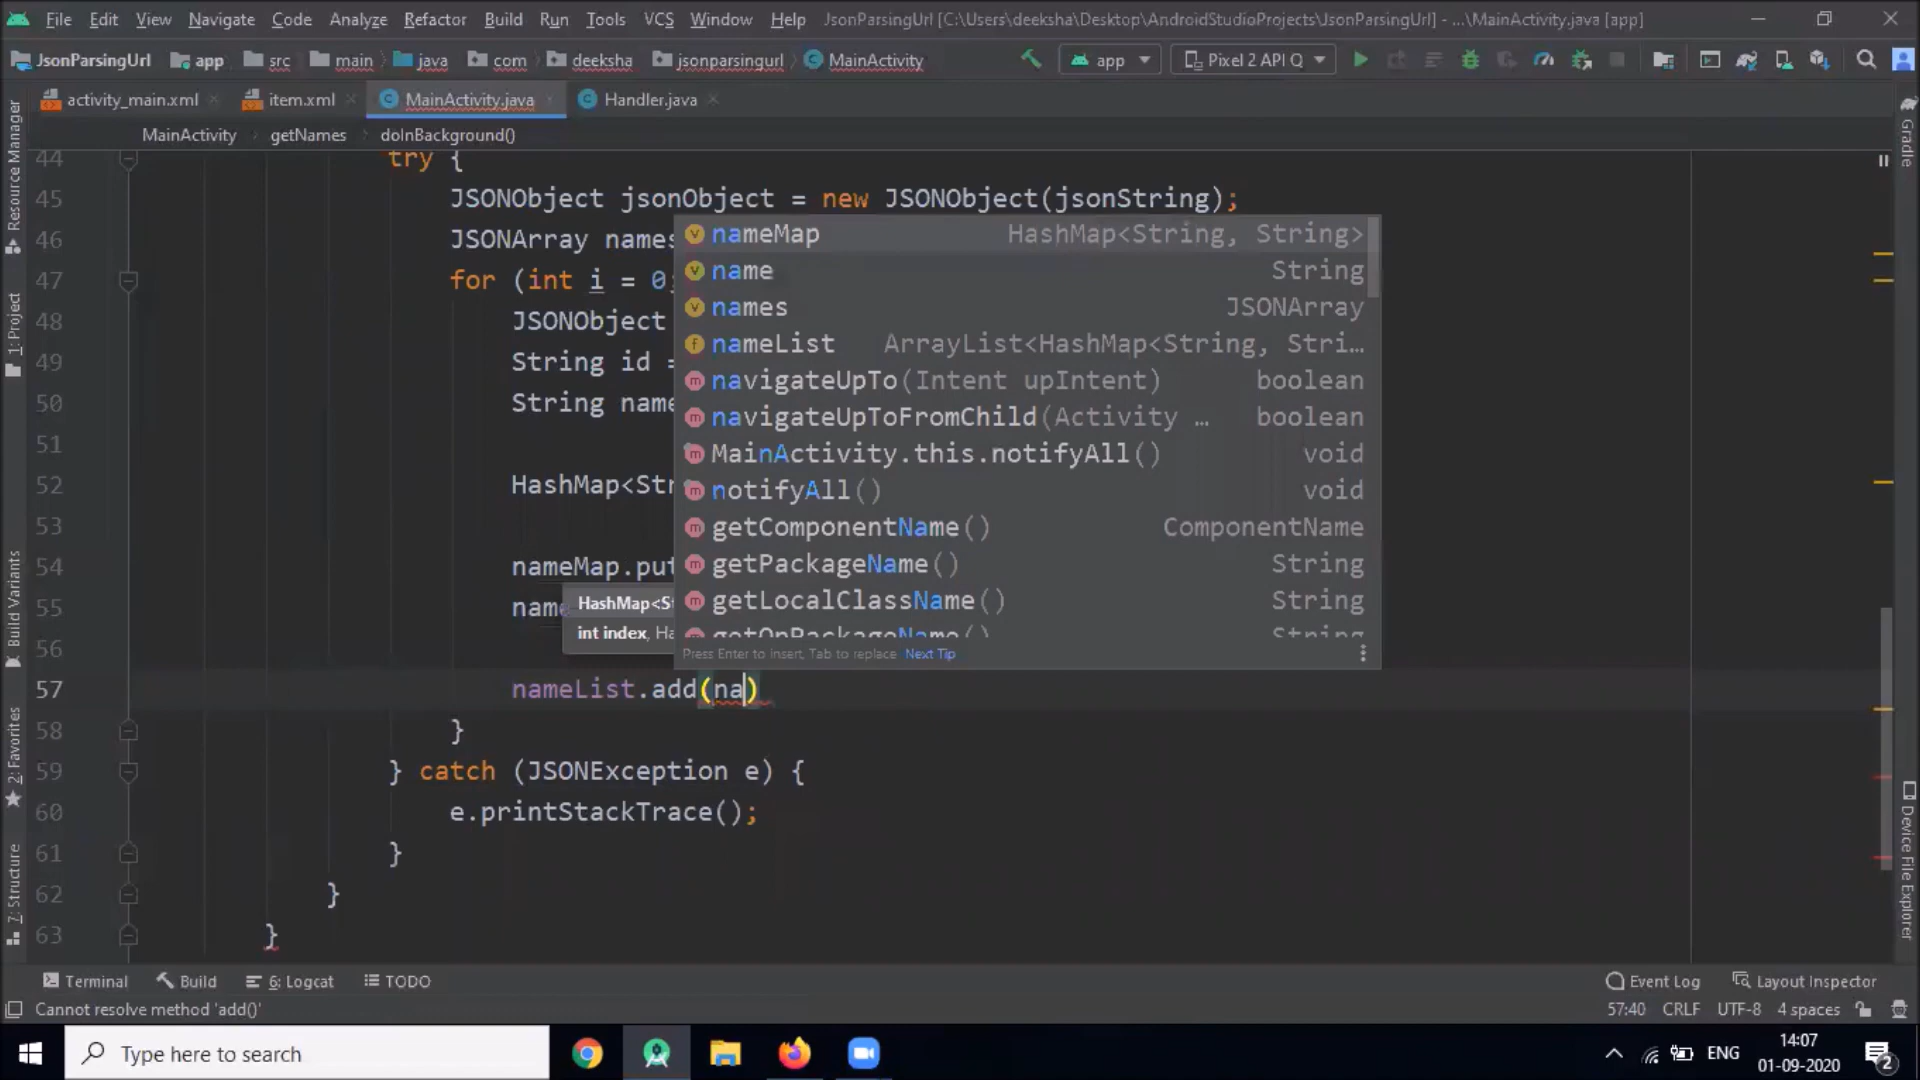 File Edit View Navigate Code Analyze Refactor Build Run Tools VCS Window Help JsonParsingUrl [C:\Users\deeksha\Desktop\AndroidStudioProjects\JsonParsingUrl] - ...\MainActivity.java [app]
JsonParsingUrl app src main java com deeksha jsonparsingurl MainActivity app Pixel 2 API Q
activity_main.xml item.xml MainActivity.java Handler.java
MainActivity getNames doInBackground()
44 try {
45 JSONObject jsonObject = new JSONObject(jsonString);
46 JSONArray names
47 for (int i = 0;
48 JSONObject
49 String id =
50 String name
51
52 HashMap<Str
53
54 nameMap.put
55 name
56
57 nameList.add(na)
58 }
59 } catch (JSONException e) {
60 e.printStackTrace();
61 }
62 }
63 }
nameMap HashMap<String, String>
name String
names JSONArray
nameList ArrayList<HashMap<String, Stri…
navigateUpTo(Intent upIntent) boolean
navigateUpToFromChild(Activity … boolean
MainActivity.this.notifyAll() void
notifyAll() void
getComponentName() ComponentName
getPackageName() String
getLocalClassName() String
getOpPackageName() String
Press Enter to insert, Tab to replace Next Tip
HashMap<S
int index, Ha
Resource Manager
1: Project
Build Variants
2: Favorites
7: Structure
Gradle
Device File Explorer
Terminal Build 6: Logcat TODO Event Log Layout Inspector
Cannot resolve method 'add()' 57:40 CRLF UTF-8 4 spaces
Type here to search ENG 14:07
01-09-2020 2